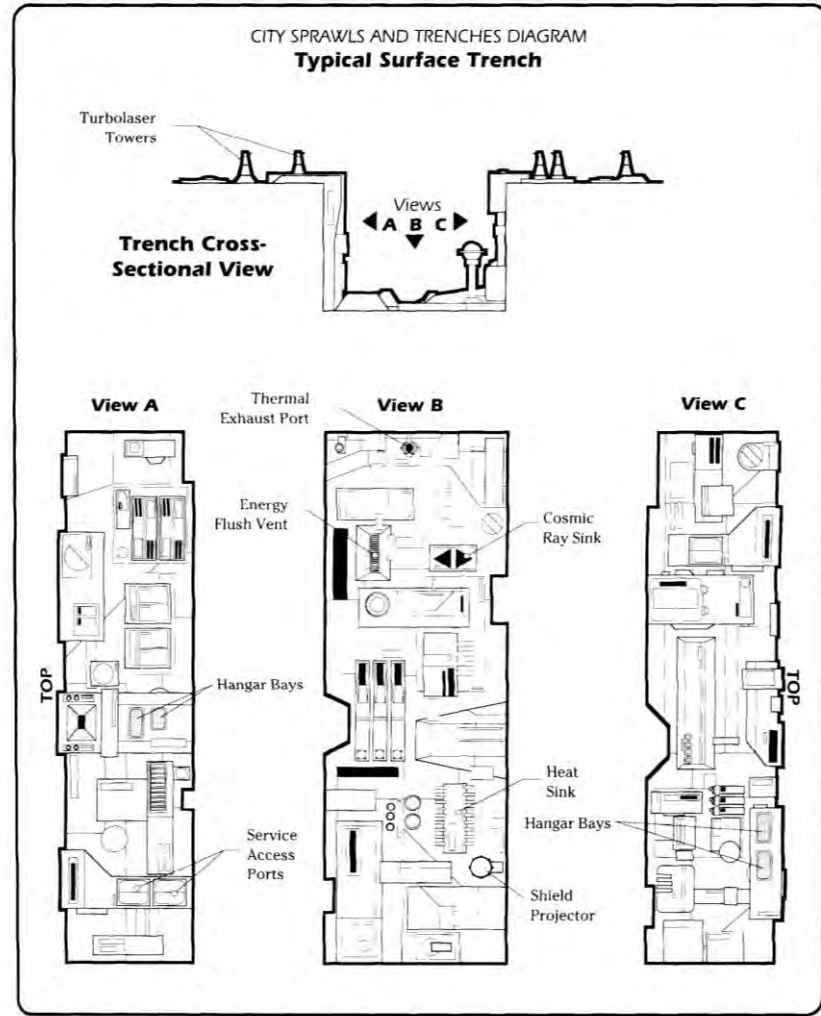 CITY SPRAWLS AND TRENCHES DIAGRAM
Typical Surface Trench
Turbolaser
Towers
Views
A B C
Trench Cross-
Sectional View
View A
Thermal
Exhaust Port
View B
View C
Energy
Flush Vent
Cosmic
Ray Sink
TOP
Hangar Bays
TOP
Heat
Sink
Hangar Bays
Service
Access
Ports
Shield
Projector